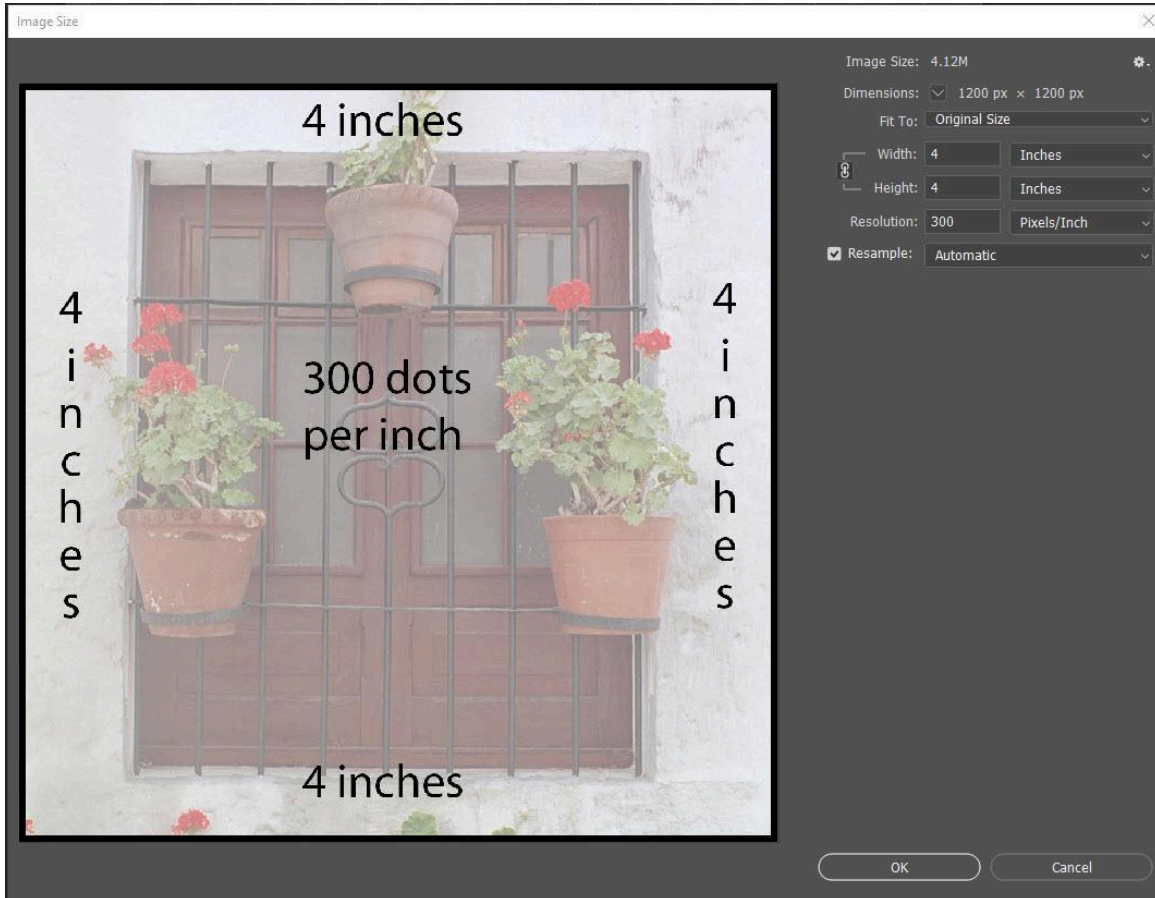 Image Size
Image Size: 4.12M
Dimensions: 1200 px × 1200 px
Fit To: Original Size
Width: 4 Inches
Height: 4 Inches
Resolution: 300 Pixels/Inch
Resample: Automatic
4 inches
4 inches
4 inches
300 dots
per inch
4 inches
OK
Cancel